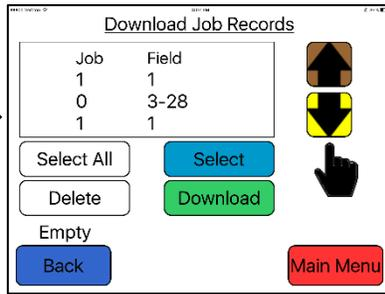 Download Job Records
Job Field
1 1
0 3-28
1 1
Select All Select
Delete Download
Empty
Back Main Menu